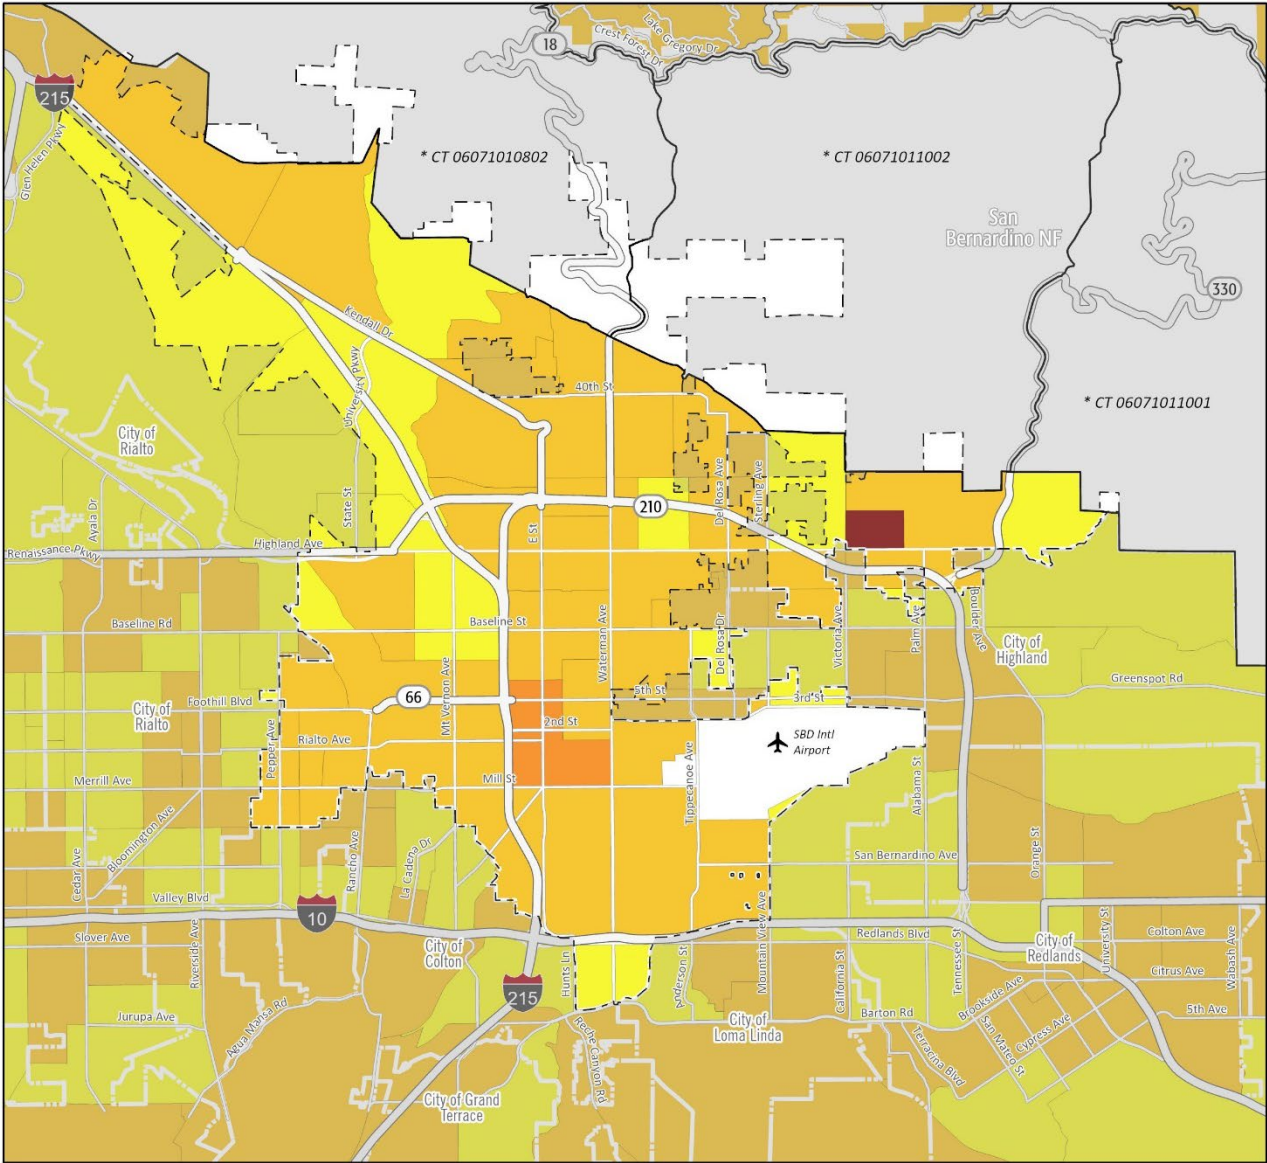 18
Crest Forest Dr
Lake Gregory Dr
215
Glen Helen Pkwy
* CT 06071010802
* CT 06071011002
San
Bernardino NF
330
Kendall Dr
University Pkwy
40th St
* CT 06071011001
City of
Rialto
Ayala Dr
State St
Del Rosa Ave
Sterling Ave
210
E St
Highland Ave
Renaissance Pkwy
Baseline Rd
Baseline St
Waterman Ave
Victoria Ave
Palm Ave
Boulder Ave
City of
Highland
Del Rosa Dr
Greenspot Rd
Mt Vernon Ave
66
5th St
3rd St
Foothill Blvd
City of
Rialto
Pepper Ave
Rialto Ave
2nd St
SBD Intl
Airport
Merrill Ave
Mill St
Tippecanoe Ave
Alabama St
Bloomington Ave
Cedar Ave
Rancho Ave
La Cadena Dr
San Bernardino Ave
Orange St
Valley Blvd
10
Mountain View Ave
Slover Ave
Riverside Ave
City of
Colton
Hunts Ln
Anderson St
Redlands Blvd
California St
Tennessee St
City of
Redlands
University St
Colton Ave
Wabash Ave
Citrus Ave
215
Jurupa Ave
Agua Mansa Rd
Reche Canyon Rd
City of
Loma Linda
Barton Rd
Terracina Blvd
Brookside Ave
San Mateo St
Cypress Ave
5th Ave
City of Grand
Terrace